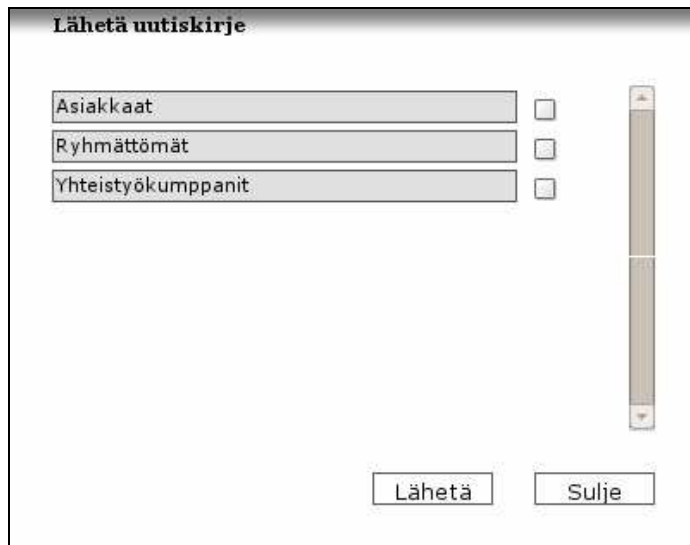 Lähetä uutiskirje
Asiakkaat
Ryhmättömät
Yhteistyökumppanit
Lähetä
Sulje